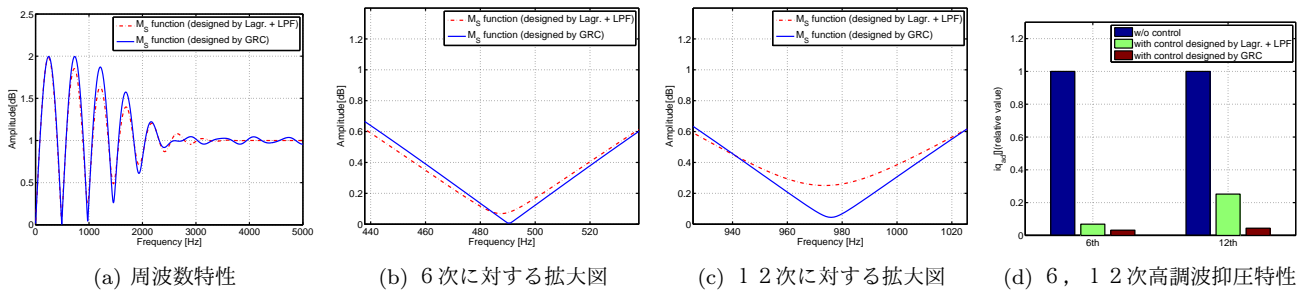 M_S function (designed by Lagr. + LPF)
M_S function (designed by GRC)
Amplitude[dB]
2.5
2
1.5
1
0.5
0
0 1000 2000 3000 4000 5000
Frequency [Hz]
(a) 周波数特性
M_S function (designed by Lagr. + LPF)
M_S function (designed by GRC)
Amplitude[dB]
1.4
1.2
1
0.8
0.6
0.4
0.2
0
440 460 480 500 520
Frequency [Hz]
(b) 6次に対する拡大図
M_S function (designed by Lagr. + LPF)
M_S function (designed by GRC)
Amplitude[dB]
1.4
1.2
1
0.8
0.6
0.4
0.2
0
940 960 980 1000 1020
Frequency [Hz]
(c) 12次に対する拡大図
w/o control
with control designed by Lagr. + LPF
with control designed by GRC
iq_ad[](relative value)
1.2
1
0.8
0.6
0.4
0.2
0
6th 12th
(d) 6, 12次高調波抑圧特性